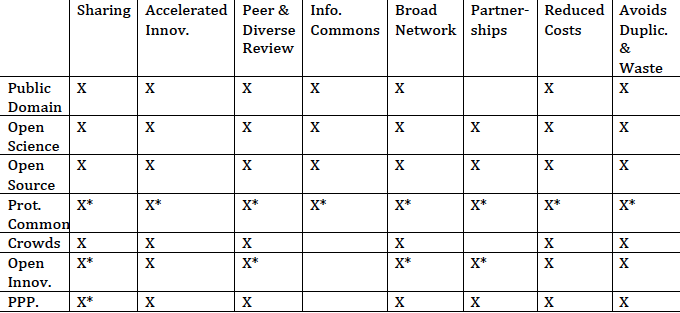 Sharing Accelerated Peer & Info. Broad Partner- Reduced Avoids
Innov. Diverse Commons Network ships Costs Duplic.
Review &
Waste
Public X X X X X X X
Domain
Open X X X X X X X X
Science
Open X X X X X X X X
Source
Prot. X* X* X* X* X* X* X* X*
Common
Crowds X X X X X X
Open X* X X* X* X* X X
Innov.
PPP. X* X X X X X X